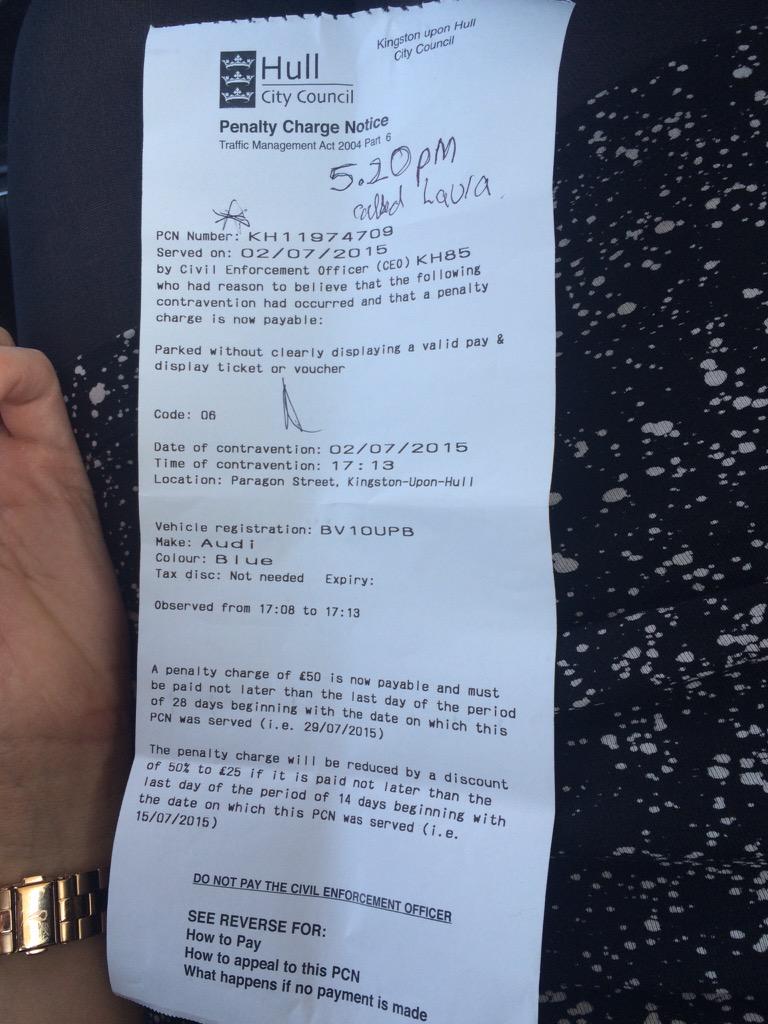 Kingston upon Hull
City Council
Hull
City Council
Penalty Charge Notice
Traffic Management Act 2004 Part 6
5.20pm
called Laura.
PCN Number: KH11974709
Served on: 02/07/2015
by Civil Enforcement Officer (CEO) KH85
who had reason to believe that the following
contravention had occurred and that a penalty
charge is now payable:
Parked without clearly displaying a valid pay &
display ticket or voucher
Code: 06
Date of contravention: 02/07/2015
Time of contravention: 17:13
Location: Paragon Street, Kingston-Upon-Hull
Vehicle registration: BV10UPB
Make: Audi
Colour: Blue
Tax disc: Not needed Expiry:
Observed from 17:08 to 17:13
A penalty charge of £50 is now payable and must
be paid not later than the last day of the period
of 28 days beginning with the date on which this
PCN was served (i.e. 29/07/2015)
The penalty charge will be reduced by a discount
of 50% to £25 if it is paid not later than the
last day of the period of 14 days beginning with
the date on which this PCN was served (i.e.
15/07/2015)
DO NOT PAY THE CIVIL ENFORCEMENT OFFICER
SEE REVERSE FOR:
How to Pay
How to appeal to this PCN
What happens if no payment is made